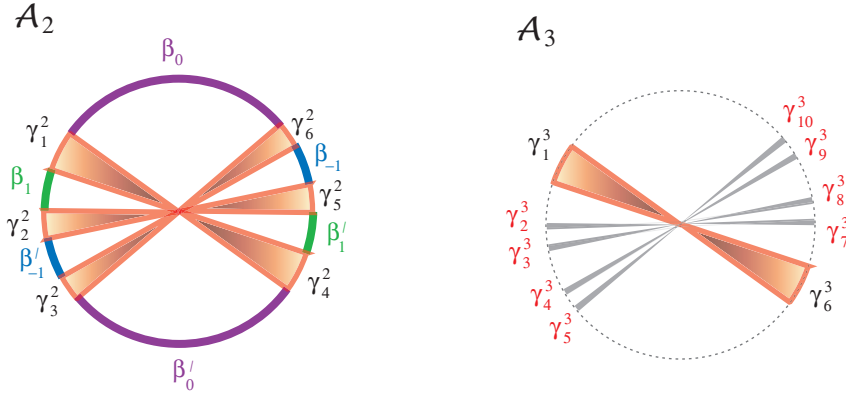 𝒜₂
β₀
γ₁²
γ₆²
β₋₁
β₁
γ₅²
γ₂²
β₁′
β₋₁′
γ₃²
γ₄²
β₀′
𝒜₃
γ₁₀³
γ₉³
γ₁³
γ₈³
γ₂³
γ₇³
γ₃³
γ₄³
γ₆³
γ₅³